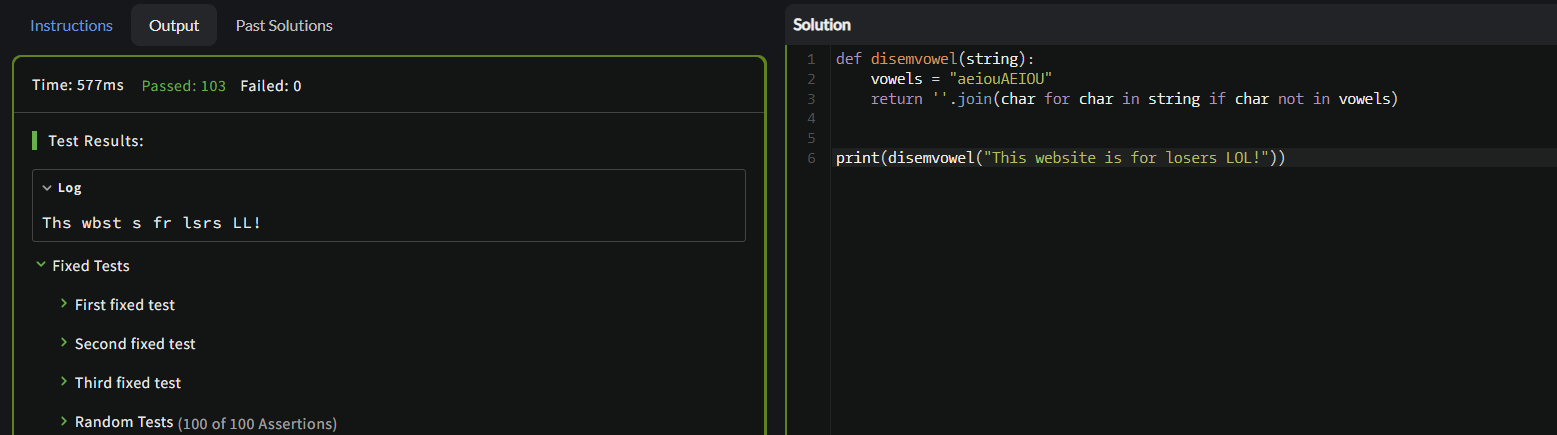 Instructions Output Past Solutions
Time: 577ms Passed: 103 Failed: 0
Test Results:
Log
Ths wbst s fr lsrs LL!
Fixed Tests
First fixed test
Second fixed test
Third fixed test
Random Tests (100 of 100 Assertions)
Solution
1 def disemvowel(string):
2     vowels = "aeiouAEIOU"
3     return ''.join(char for char in string if char not in vowels)
4
5
6 print(disemvowel("This website is for losers LOL!"))